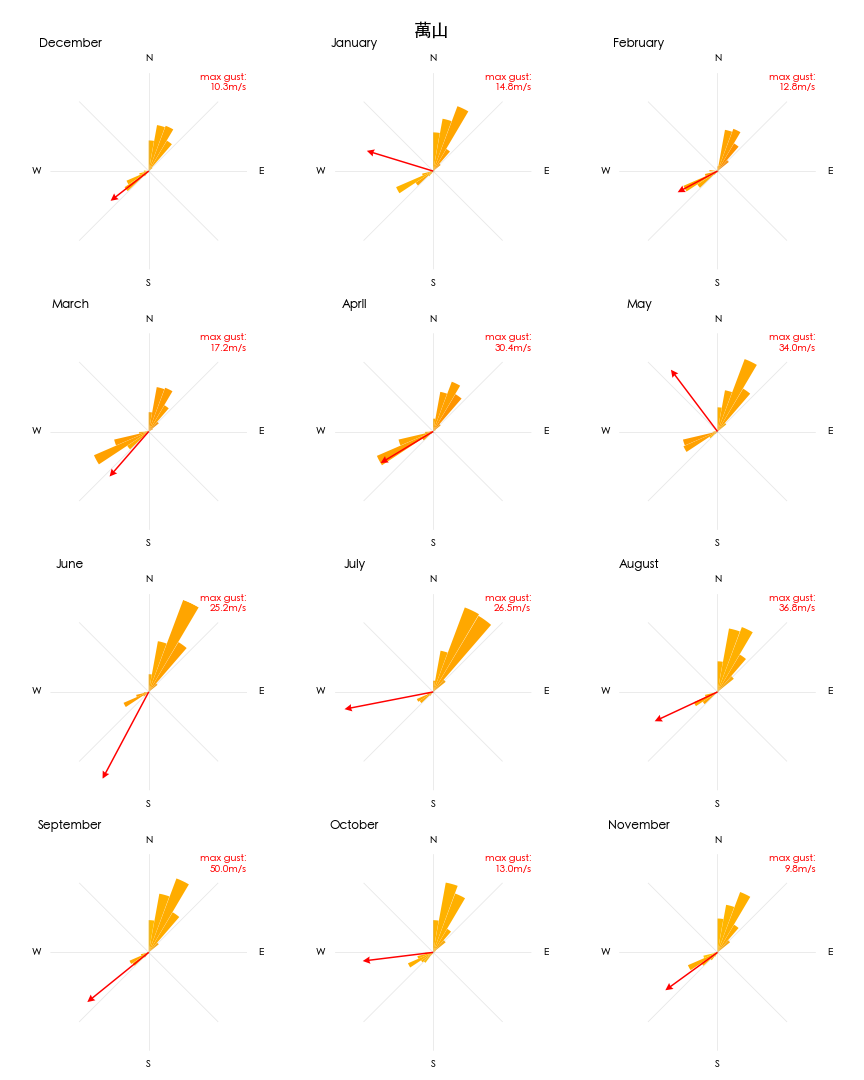 萬山
December
N
max gust:
10.3m/s
W
E
S
January
N
max gust:
14.8m/s
W
E
S
February
N
max gust:
12.8m/s
W
E
S
March
N
max gust:
17.2m/s
W
E
S
April
N
max gust:
30.4m/s
W
E
S
May
N
max gust:
34.0m/s
W
E
S
June
N
max gust:
25.2m/s
W
E
S
July
N
max gust:
26.5m/s
W
E
S
August
N
max gust:
36.8m/s
W
E
S
September
N
max gust:
50.0m/s
W
E
S
October
N
max gust:
13.0m/s
W
E
S
November
N
max gust:
9.8m/s
W
E
S